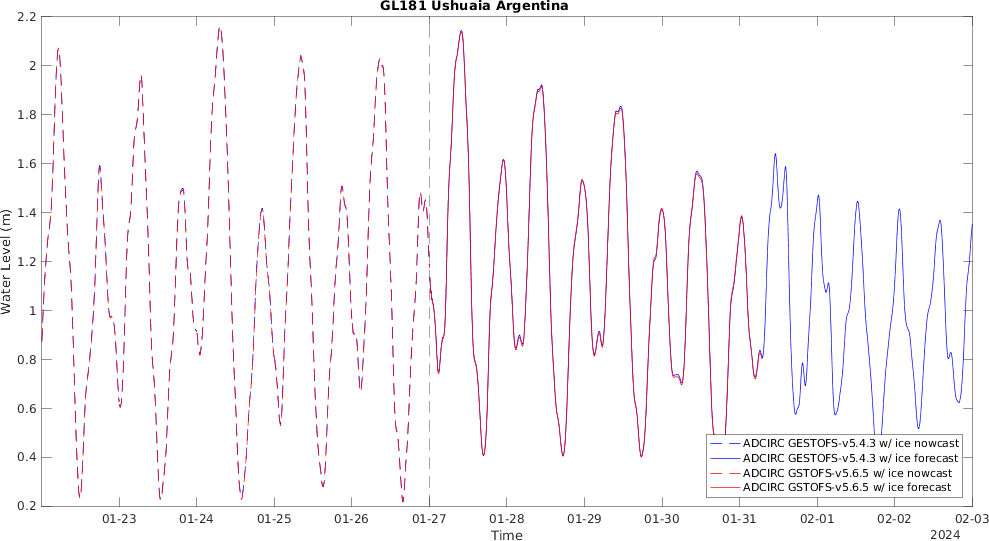 GL181 Ushuaia Argentina
2.2
2
1.8
1.6
1.4
1.2
1
0.8
0.6
0.4
0.2
Water Level (m)
ADCIRC GESTOFS-v5.4.3 w/ ice nowcast
ADCIRC GESTOFS-v5.4.3 w/ ice forecast
ADCIRC GSTOFS-v5.6.5 w/ ice nowcast
ADCIRC GSTOFS-v5.6.5 w/ ice forecast
01-23 01-24 01-25 01-26 01-27 01-28 01-29 01-30 01-31 02-01 02-02 02-03
Time
2024